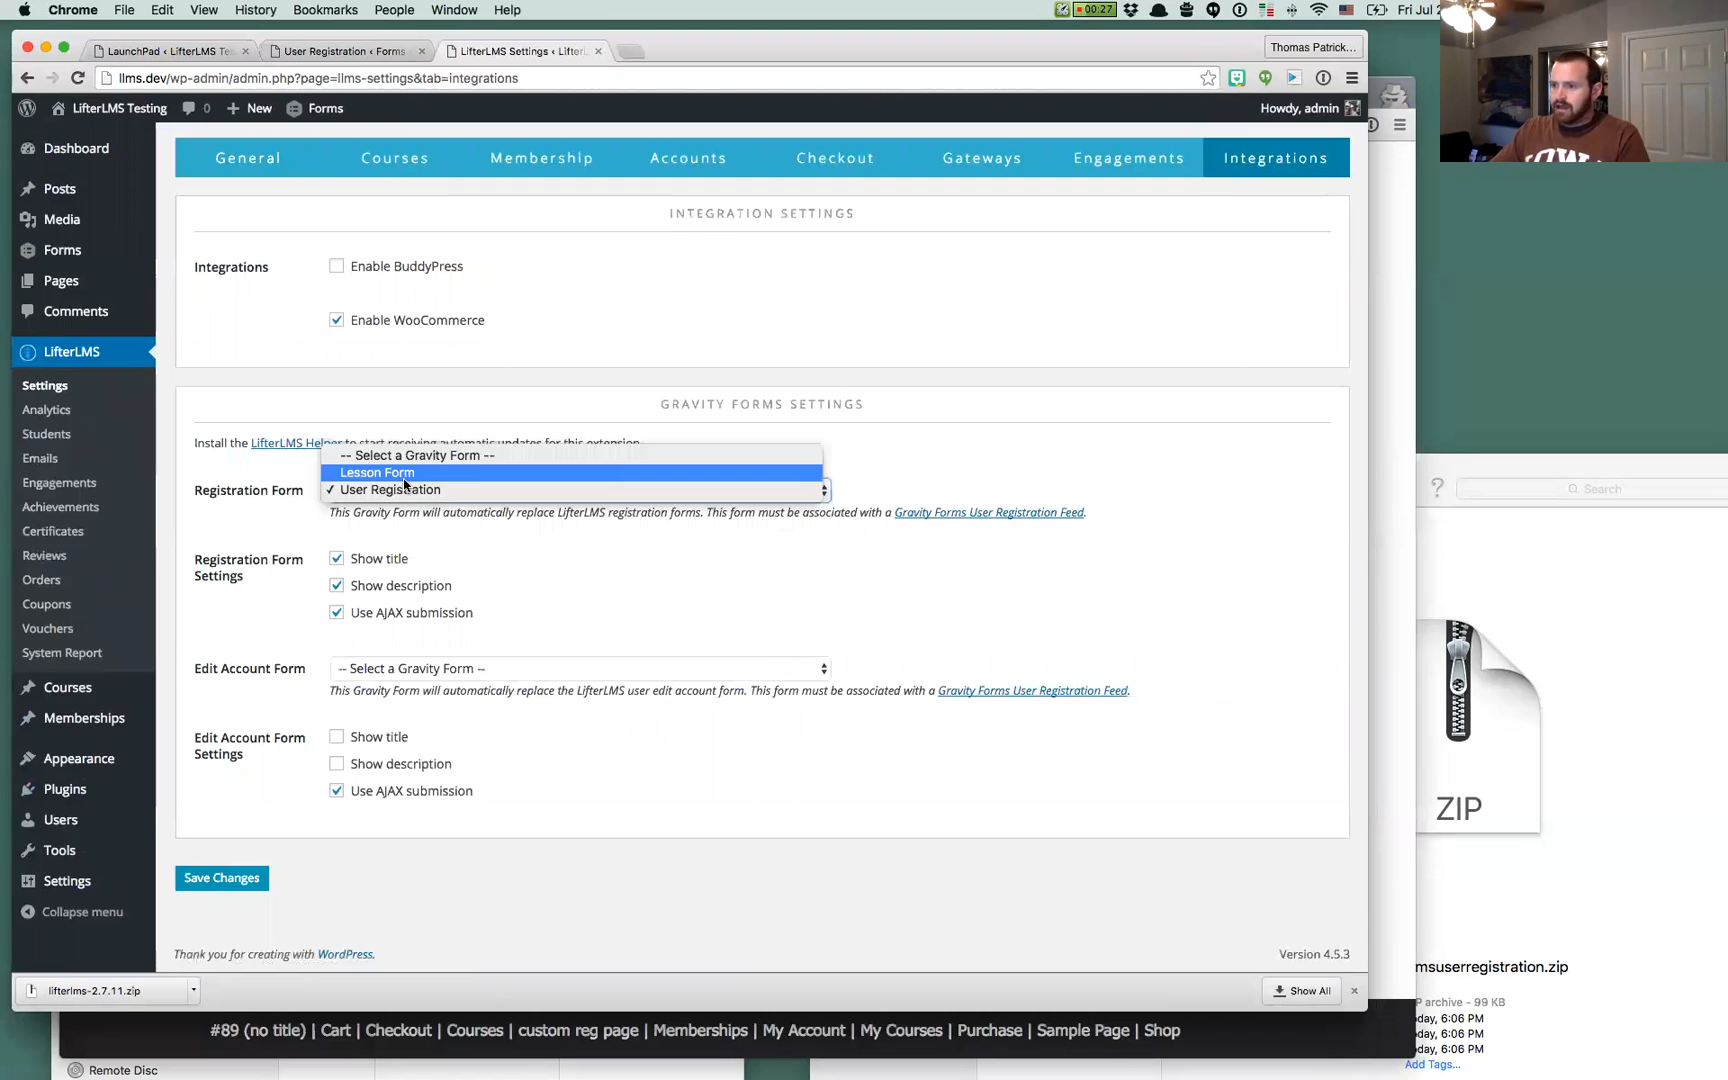 Chrome File Edit View History Bookmarks People Window Help 00:27 Fri Jul 2
LaunchPad ‹ LifterLMS Te
User Registration ‹ Forms
LifterLMS Settings ‹ Lifter
Thomas Patrick...
llms.dev/wp-admin/admin.php?page=llms-settings&tab=integrations
LifterLMS Testing 0 New Forms Howdy, admin
Dashboard
Posts
Media
Forms
Pages
Comments
LifterLMS
Settings
Analytics
Students
Emails
Engagements
Achievements
Certificates
Reviews
Orders
Coupons
Vouchers
System Report
Courses
Memberships
Appearance
Plugins
Users
Tools
Settings
Collapse menu
General Courses Membership Accounts Checkout Gateways Engagements Integrations
INTEGRATION SETTINGS
Integrations
Enable BuddyPress
Enable WooCommerce
GRAVITY FORMS SETTINGS
Install the LifterLMS Helper to start receiving automatic updates for this extension
-- Select a Gravity Form --
Lesson Form
Registration Form ✓ User Registration
This Gravity Form will automatically replace LifterLMS registration forms. This form must be associated with a Gravity Forms User Registration Feed.
Registration Form Settings
Show title
Show description
Use AJAX submission
Edit Account Form -- Select a Gravity Form --
This Gravity Form will automatically replace the LifterLMS user edit account form. This form must be associated with a Gravity Forms User Registration Feed.
Edit Account Form Settings
Show title
Show description
Use AJAX submission
Save Changes
Thank you for creating with WordPress. Version 4.5.3
lifterlms-2.7.11.zip Show All
#89 (no title) | Cart | Checkout | Courses | custom reg page | Memberships | My Account | My Courses | Purchase | Sample Page | Shop
Remote Disc
Search
ZIP
msuserregistration.zip
P archive - 99 KB
oday, 6:06 PM
oday, 6:06 PM
oday, 6:06 PM
Add Tags...